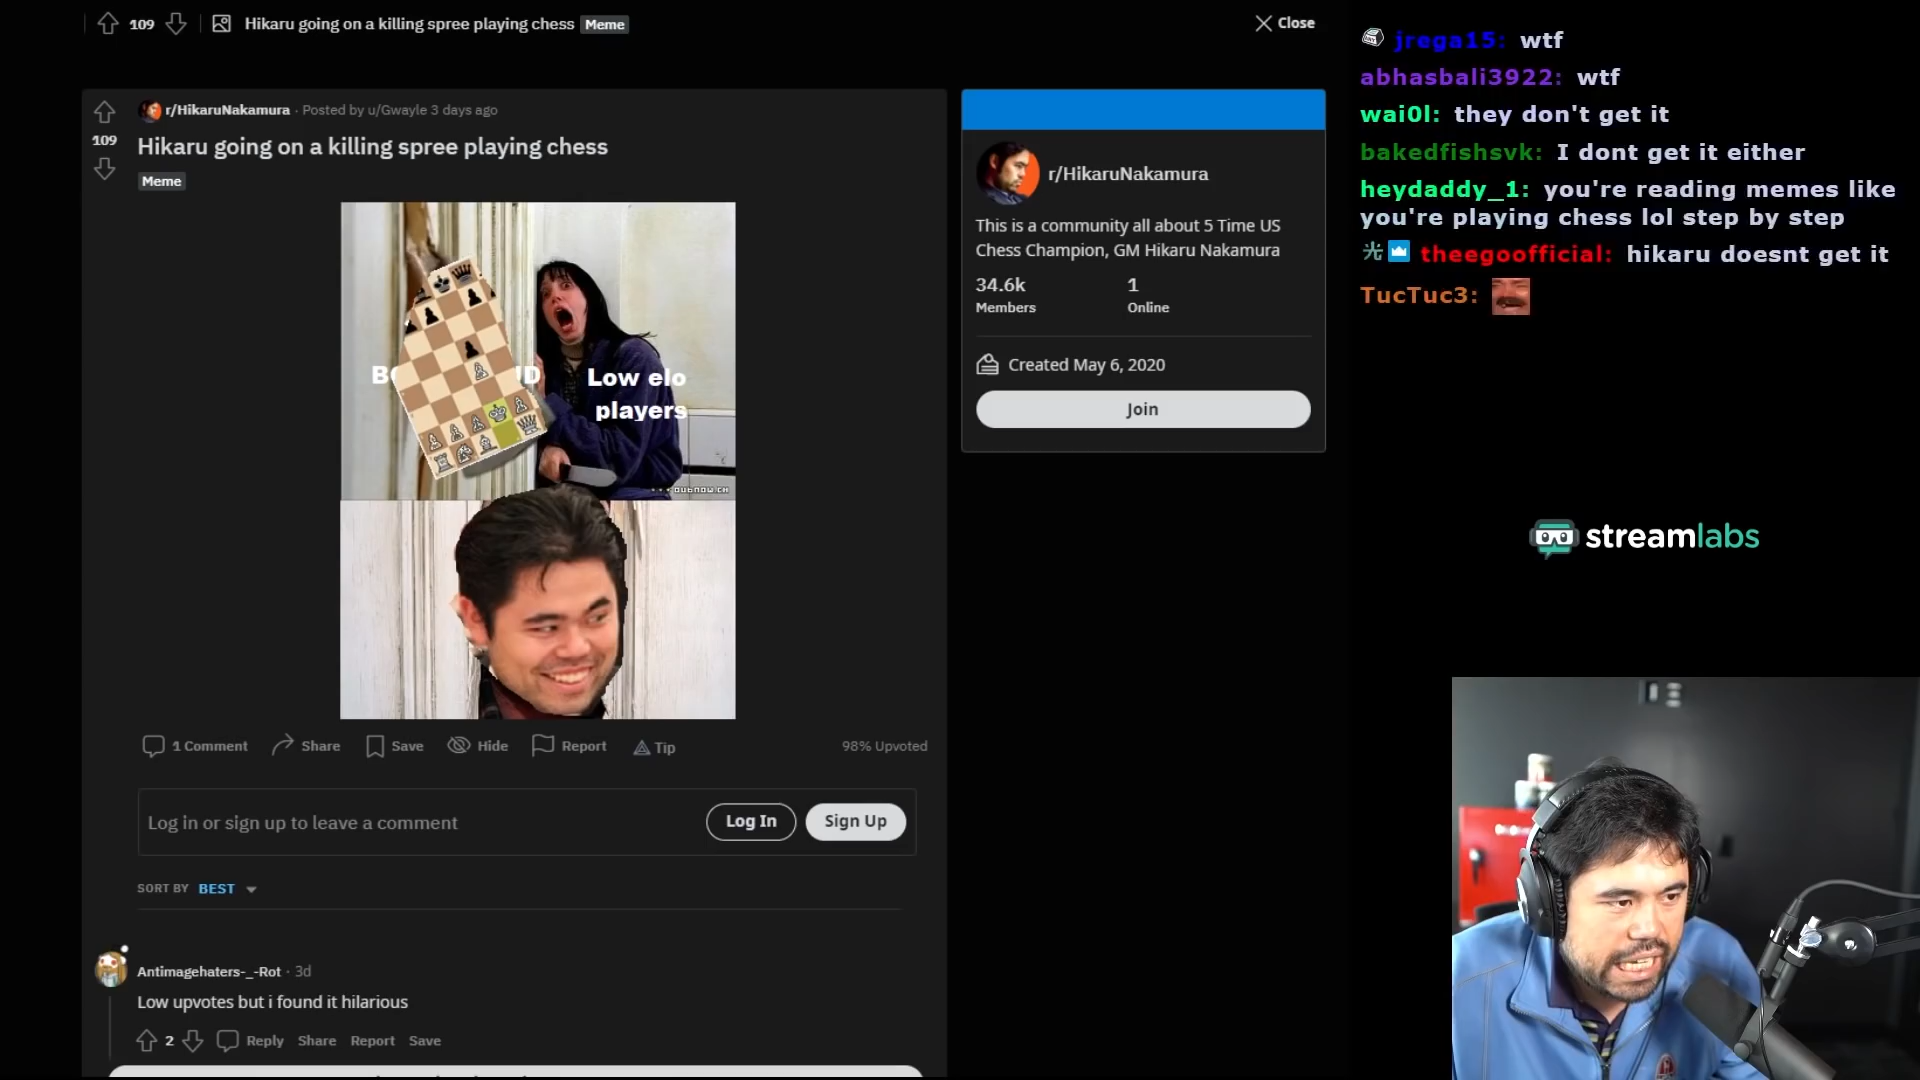 109
Hikaru going on a killing spree playing chess Meme
Close
r/HikaruNakamura · Posted by u/Gwayle 3 days ago
109
Hikaru going on a killing spree playing chess
Meme
Low elo
players
1 Comment
Share
Save
Hide
Report
Tip
98% Upvoted
Log in or sign up to leave a comment
Log In
Sign Up
SORT BY BEST
Antimagehaters-_-Rot · 3d
Low upvotes but i found it hilarious
2
Reply
Share
Report
Save
r/HikaruNakamura
This is a community all about 5 Time US
Chess Champion, GM Hikaru Nakamura
34.6k
Members
1
Online
Created May 6, 2020
Join
jrega15: wtf
abhasbali3922: wtf
wai0l: they don't get it
bakedfishsvk: I dont get it either
heydaddy_1: you're reading memes like
you're playing chess lol step by step
光 theegoofficial: hikaru doesnt get it
TucTuc3:
streamlabs